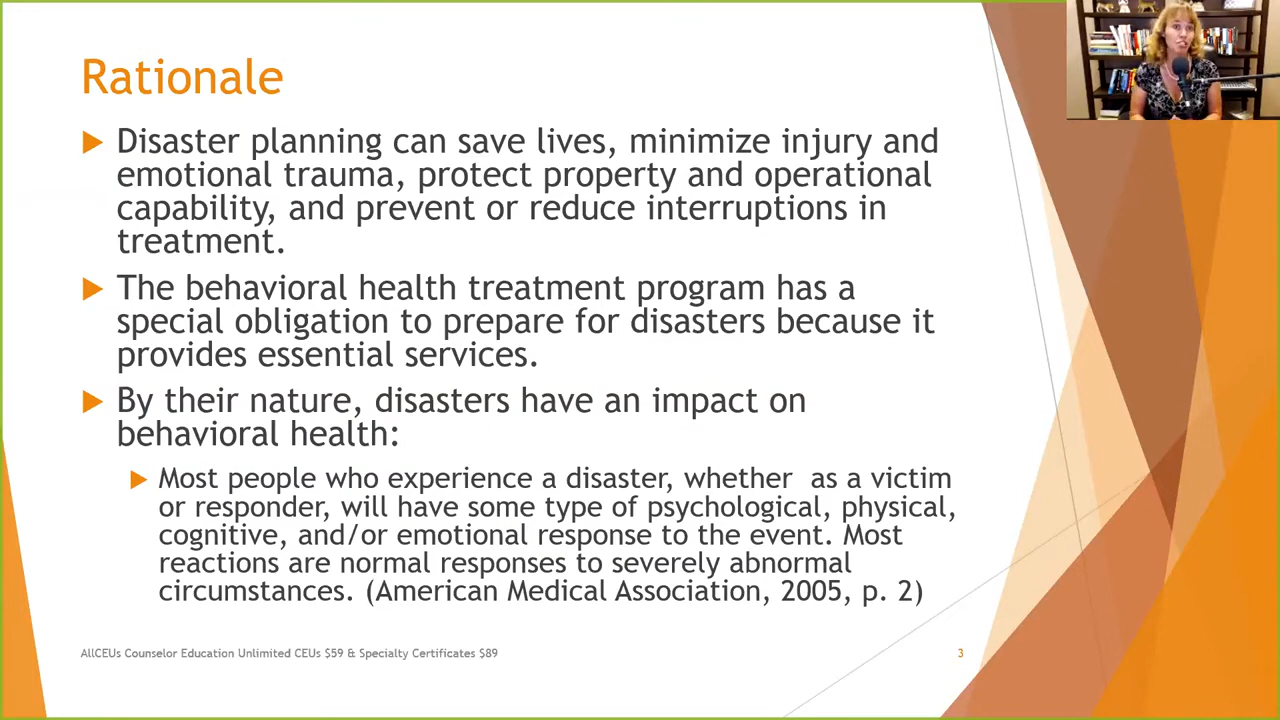 Rationale
Disaster planning can save lives, minimize injury and
emotional trauma, protect property and operational
capability, and prevent or reduce interruptions in
treatment.
The behavioral health treatment program has a
special obligation to prepare for disasters because it
provides essential services.
By their nature, disasters have an impact on
behavioral health:
Most people who experience a disaster, whether  as a victim
or responder, will have some type of psychological, physical,
cognitive, and/or emotional response to the event. Most
reactions are normal responses to severely abnormal
circumstances. (American Medical Association, 2005, p. 2)
AllCEUs Counselor Education Unlimited CEUs $59 & Specialty Certificates $89
3